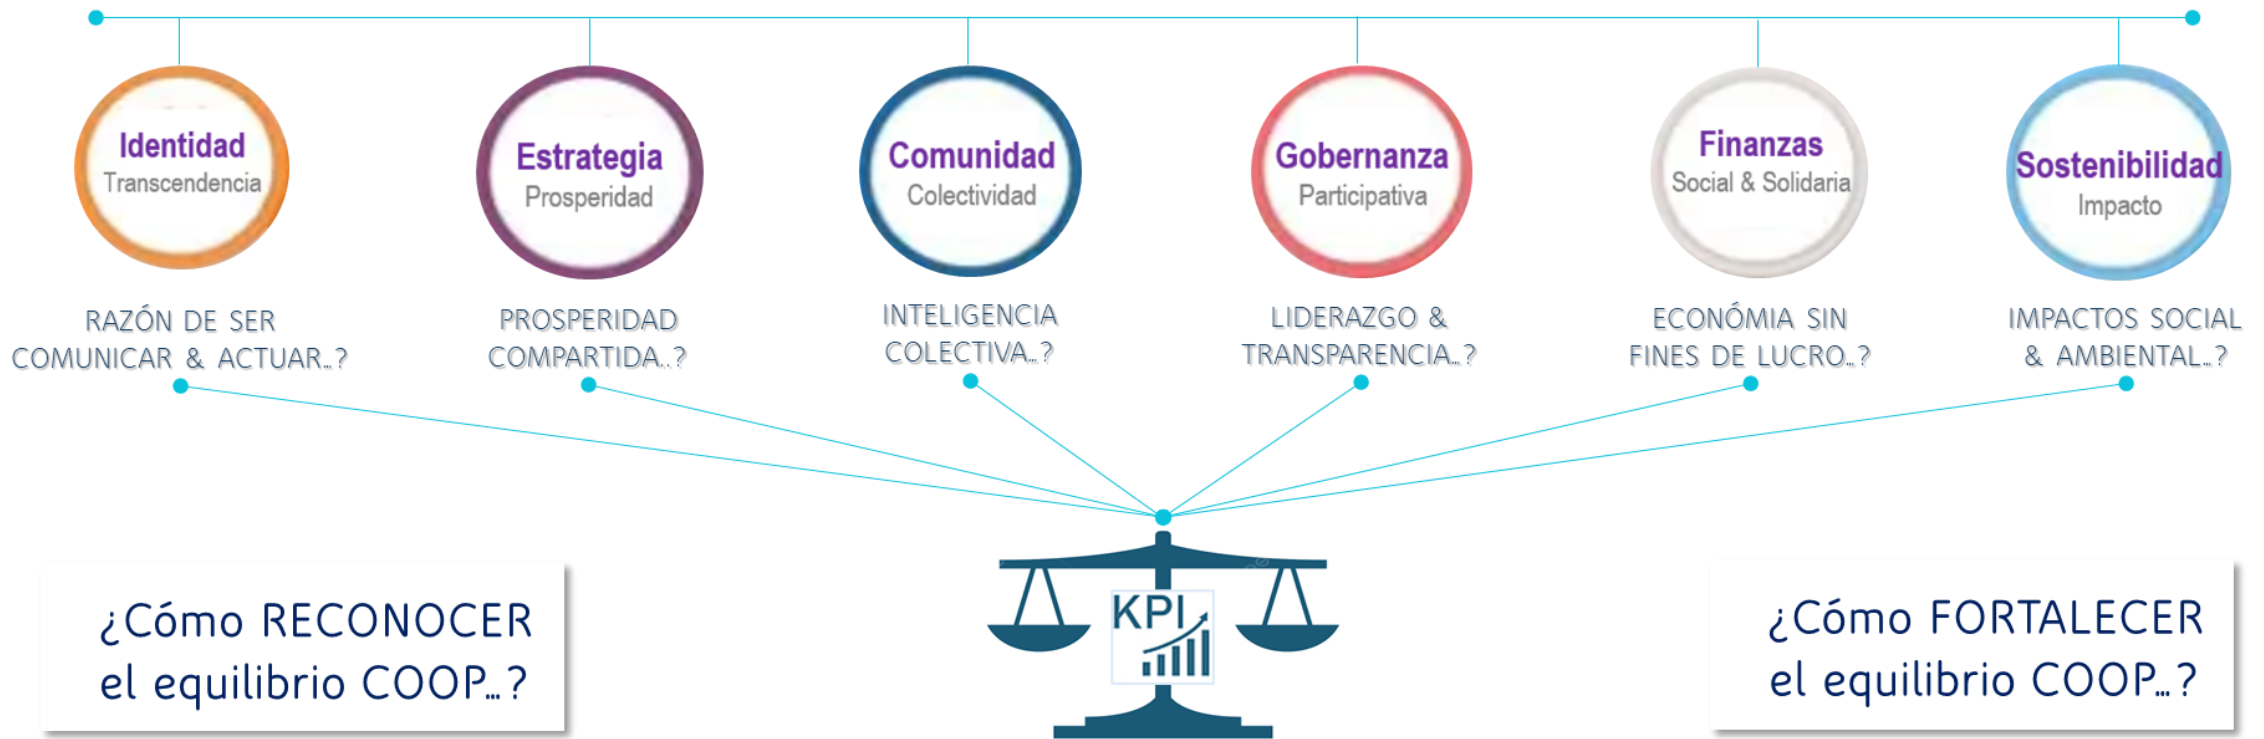 Identidad
Transcendencia
Estrategia
Prosperidad
Comunidad
Colectividad
Gobernanza
Participativa
Finanzas
Social & Solidaria
Sostenibilidad
Impacto
RAZÓN DE SER
COMUNICAR & ACTUAR...?
PROSPERIDAD
COMPARTIDA..?
INTELIGENCIA
COLECTIVA...?
LIDERAZGO &
TRANSPARENCIA...?
ECONÓMIA SIN
FINES DE LUCRO...?
IMPACTOS SOCIAL
& AMBIENTAL...?
KPI
¿Cómo RECONOCER
el equilibrio COOP...?
¿Cómo FORTALECER
el equilibrio COOP...?